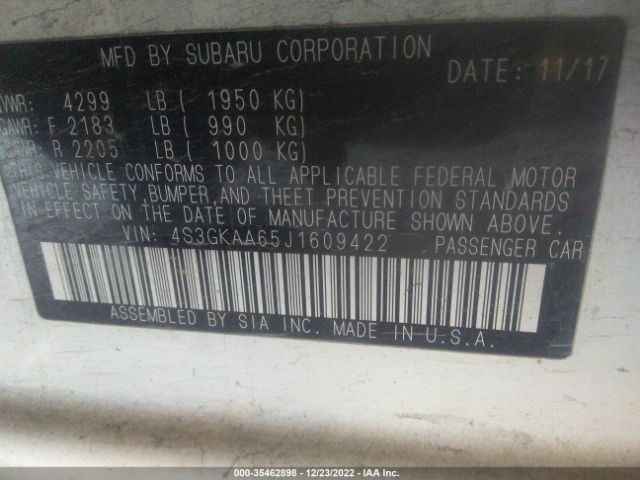 MFD BY SUBARU CORPORATION
DATE: 11/17
VWR: 4299 LB ( 1950 KG)
GAWR: F 2183 LB ( 990 KG)
GAWR: R 2205 LB ( 1000 KG)
THIS VEHICLE CONFORMS TO ALL APPLICABLE FEDERAL MOTOR
VEHICLE SAFETY, BUMPER, AND THEFT PREVENTION STANDARDS
IN EFFECT ON THE DATE OF MANUFACTURE SHOWN ABOVE.
VIN: 4S3GKAA65J1609422 PASSENGER CAR
ASSEMBLED BY SIA INC. MADE IN U.S.A.
000-35462898 - 12/23/2022 - IAA Inc.